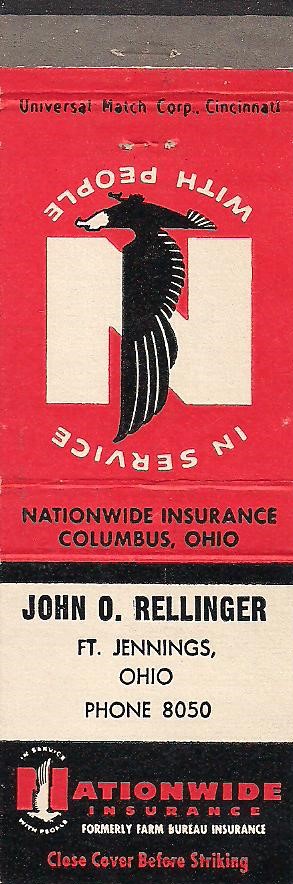 Universal Match Corp., Cincinnati
IN SERVICE
WITH PEOPLE
NATIONWIDE INSURANCE
COLUMBUS, OHIO
JOHN O. RELLINGER
FT. JENNINGS,
OHIO
PHONE 8050
IN SERVICE
WITH PEOPLE
NATIONWIDE
INSURANCE
FORMERLY FARM BUREAU INSURANCE
Close Cover Before Striking